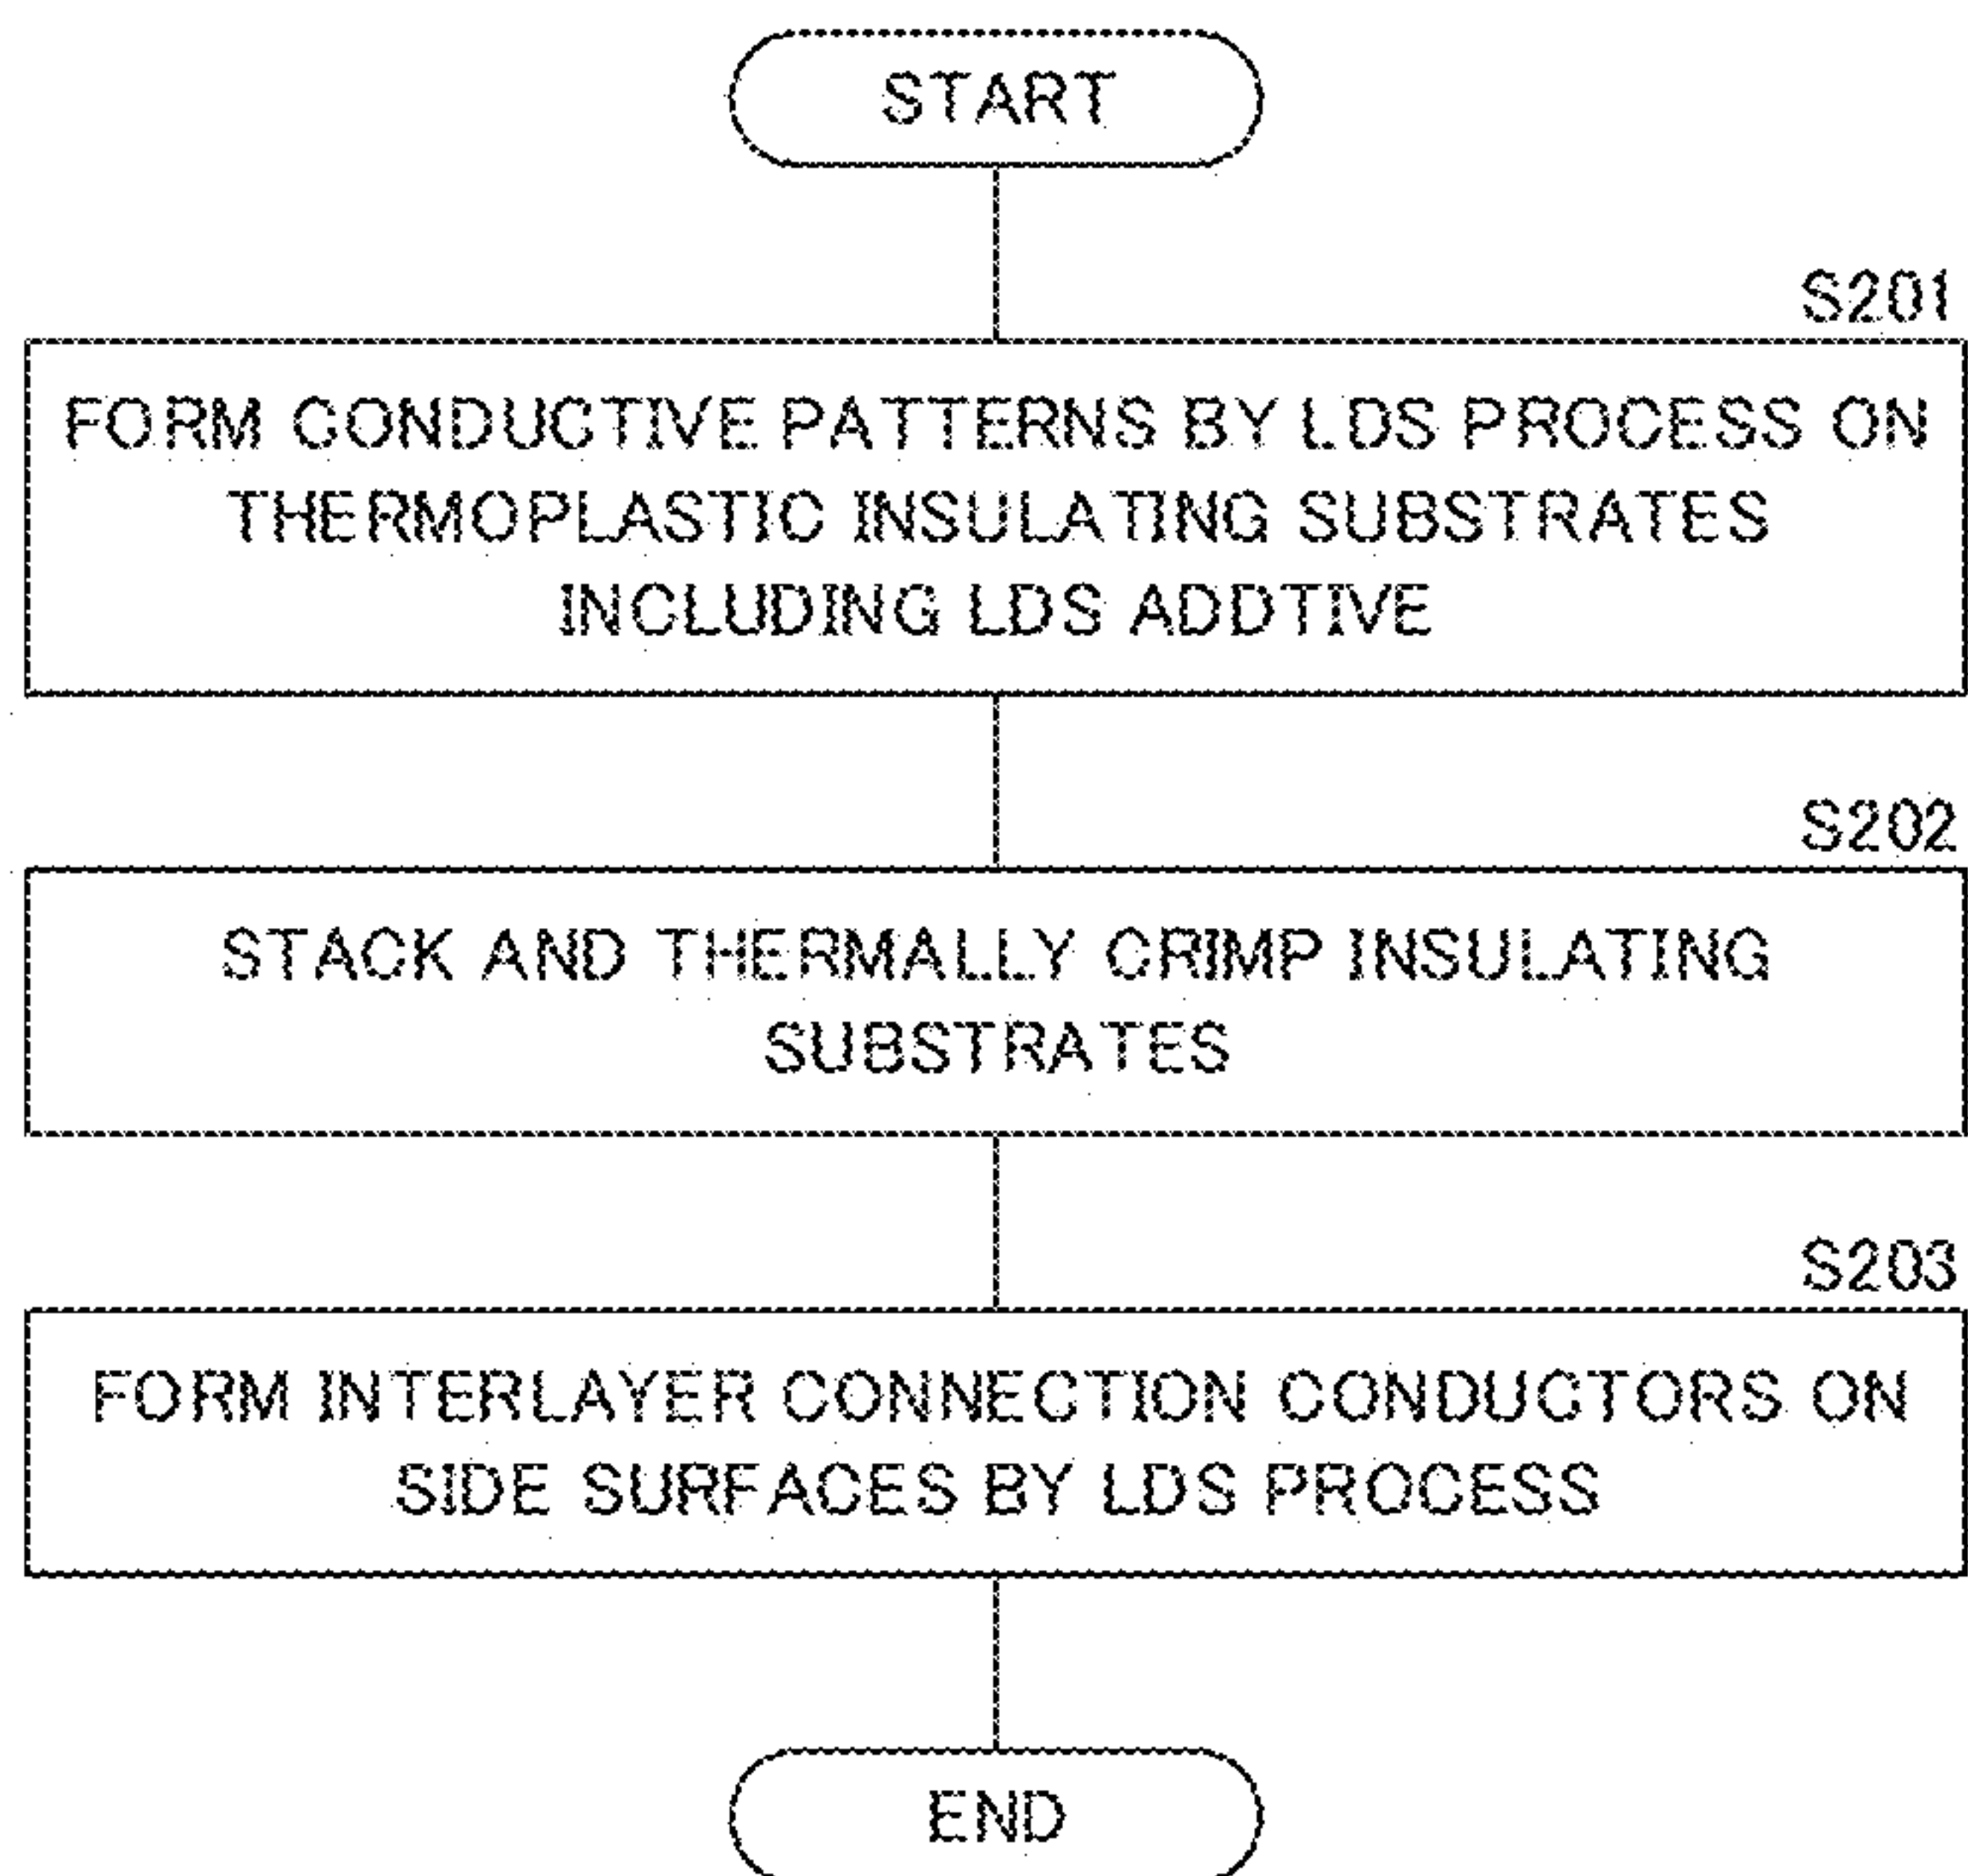 START
S201
FORM CONDUCTIVE PATTERNS BY LDS PROCESS ON
THERMOPLASTIC INSULATING SUBSTRATES
INCLUDING LDS ADDTIVE
S202
STACK AND THERMALLY CRIMP INSULATING
SUBSTRATES
S203
FORM INTERLAYER CONNECTION CONDUCTORS ON
SIDE SURFACES BY LDS PROCESS
END